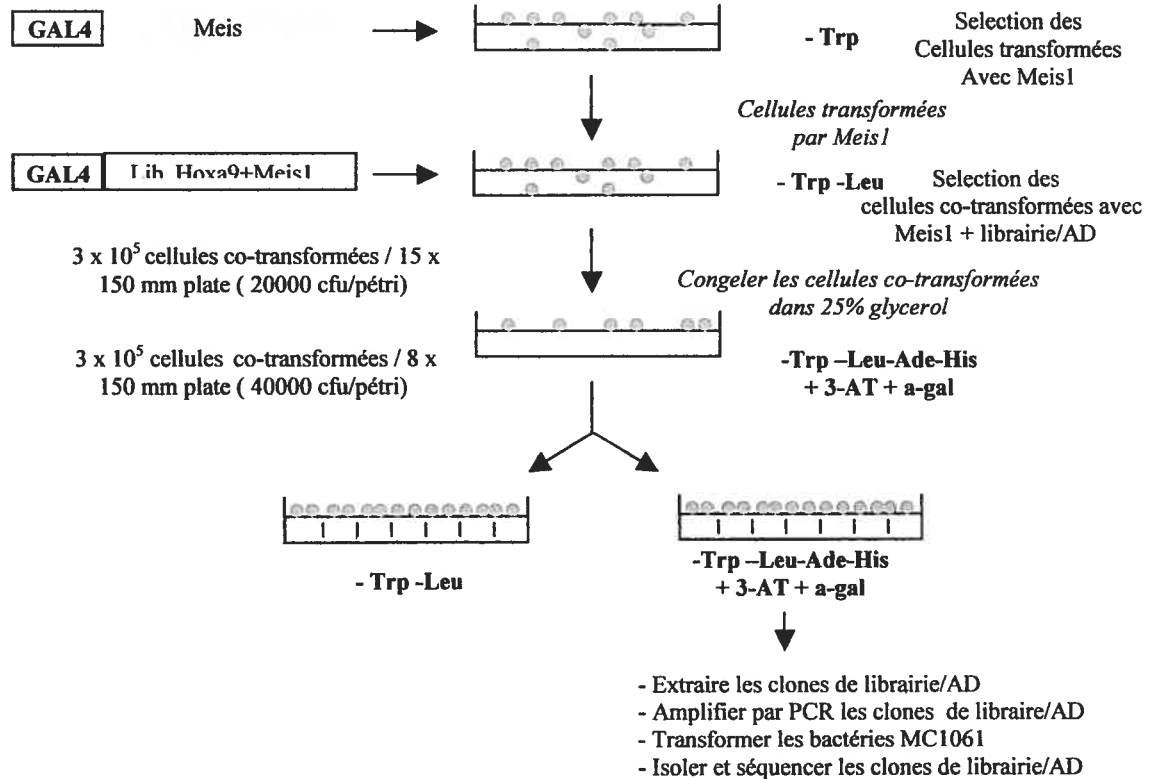 GAL4
Meis
- Trp
Selection des
Cellules transformées
Avec Meis1
Cellules transformées
par Meis1
GAL4
Lib Hoxa9+Meis1
- Trp -Leu
Selection des
cellules co-transformées avec
Meis1 + librairie/AD
3 x 10⁵ cellules co-transformées / 15 x
150 mm plate ( 20000 cfu/pétri)
Congeler les cellules co-transformées
dans 25% glycerol
3 x 10⁵ cellules co-transformées / 8 x
150 mm plate ( 40000 cfu/pétri)
-Trp –Leu-Ade-His
+ 3-AT + a-gal
- Trp -Leu
-Trp –Leu-Ade-His
+ 3-AT + a-gal
- Extraire les clones de librairie/AD
- Amplifier par PCR les clones de libraire/AD
- Transformer les bactéries MC1061
- Isoler et séquencer les clones de librairie/AD